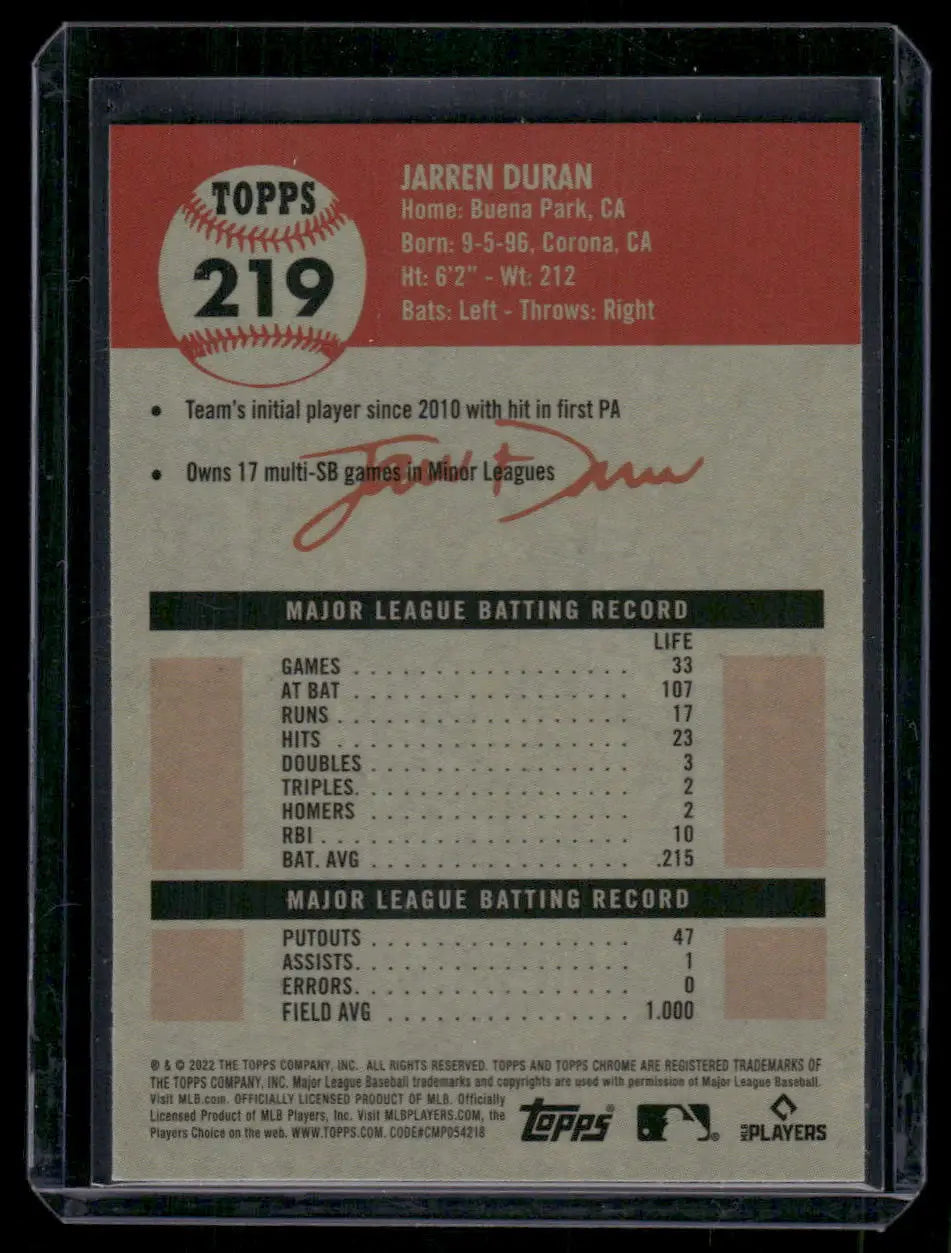 TOPPS
219
JARREN DURAN
Home: Buena Park, CA
Born: 9-5-96, Corona, CA
Ht: 6'2" - Wt: 212
Bats: Left - Throws: Right
• Team's initial player since 2010 with hit in first PA
• Owns 17 multi-SB games in Minor Leagues
MAJOR LEAGUE BATTING RECORD
LIFE
GAMES . . . . . . . . . . . . . . . . . . 33
AT BAT . . . . . . . . . . . . . . . . . . 107
RUNS . . . . . . . . . . . . . . . . . . . 17
HITS . . . . . . . . . . . . . . . . . . . 23
DOUBLES . . . . . . . . . . . . . . . . . 3
TRIPLES. . . . . . . . . . . . . . . . . . 2
HOMERS . . . . . . . . . . . . . . . . . 2
RBI . . . . . . . . . . . . . . . . . . . . 10
BAT. AVG . . . . . . . . . . . . . . . . . .215
MAJOR LEAGUE BATTING RECORD
PUTOUTS . . . . . . . . . . . . . . . . . 47
ASSISTS. . . . . . . . . . . . . . . . . . 1
ERRORS. . . . . . . . . . . . . . . . . . 0
FIELD AVG . . . . . . . . . . . . . . . . 1.000
® & © 2022 THE TOPPS COMPANY, INC. ALL RIGHTS RESERVED. TOPPS AND TOPPS CHROME ARE REGISTERED TRADEMARKS OF
THE TOPPS COMPANY, INC. Major League Baseball trademarks and copyrights are used with permission of Major League Baseball.
Visit MLB.com. OFFICIALLY LICENSED PRODUCT OF MLB. Officially
Licensed Product of MLB Players, Inc. Visit MLBPLAYERS.COM, the
Players Choice on the web. WWW.TOPPS.COM. CODE#CMP054218
Topps®
MLB PLAYERS